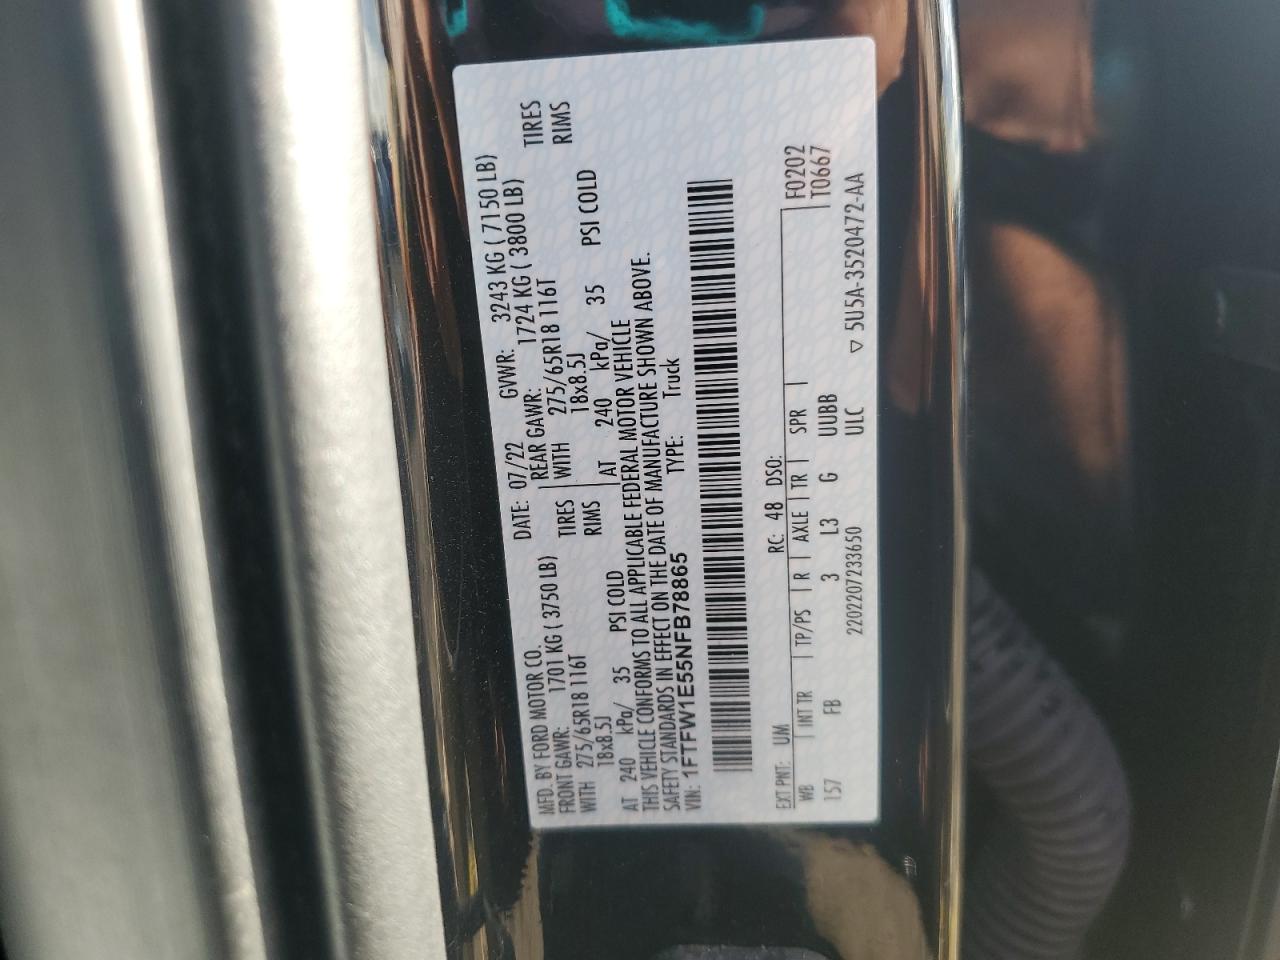 MFD. BY FORD MOTOR CO. DATE: 07/22 GVWR: 3243 KG ( 7150 LB)
FRONT GAWR: 1701 KG ( 3750 LB) REAR GAWR: 1724 KG ( 3800 LB)
WITH 275/65R18 116T TIRES WITH 275/65R18 116T TIRES
18x8.5J RIMS 18x8.5J RIMS
AT 240 kPa/ 35 PSI COLD AT 240 kPa/ 35 PSI COLD
THIS VEHICLE CONFORMS TO ALL APPLICABLE FEDERAL MOTOR VEHICLE
SAFETY STANDARDS IN EFFECT ON THE DATE OF MANUFACTURE SHOWN ABOVE.
VIN: 1FTFW1E55NFB78865 TYPE: Truck
EXT PNT: UM RC: 48 DSO: F0202
WB | INT TR | TP/PS | R | AXLE | TR | SPR | T0667
157 FB 3 L3 G UUBB
2202207233650 ULC ▽ 5U5A-3520472-AA